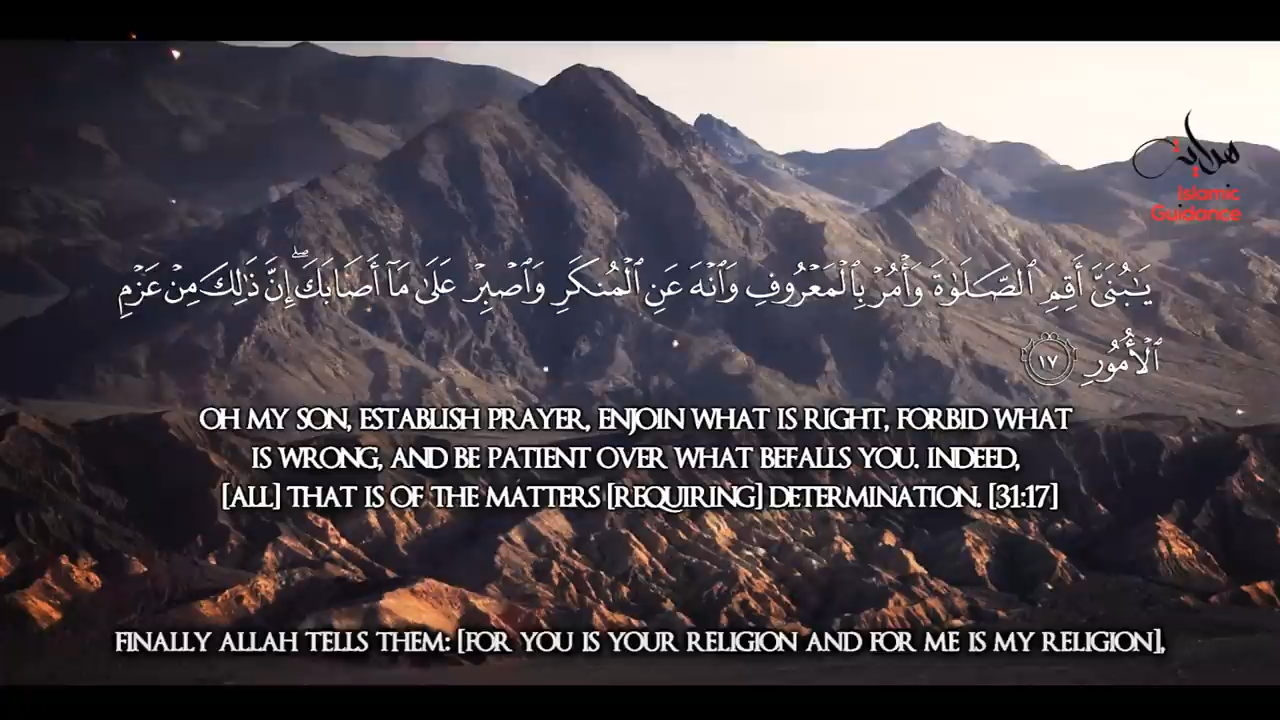 هداية
Islamic
Guidance
يَـٰبُنَىَّ أَقِمِ ٱلصَّلَوٰةَ وَأْمُرْ بِٱلْمَعْرُوفِ وَٱنْهَ عَنِ ٱلْمُنكَرِ وَٱصْبِرْ عَلَىٰ مَآ أَصَابَكَ ۖ إِنَّ ذَٰلِكَ مِنْ عَزْمِ
ٱلْأُمُورِ ١٧
OH MY SON, ESTABLISH PRAYER, ENJOIN WHAT IS RIGHT, FORBID WHAT
IS WRONG, AND BE PATIENT OVER WHAT BEFALLS YOU. INDEED,
[ALL] THAT IS OF THE MATTERS [REQUIRING] DETERMINATION. [31:17]
FINALLY ALLAH TELLS THEM: [FOR YOU IS YOUR RELIGION AND FOR ME IS MY RELIGION],